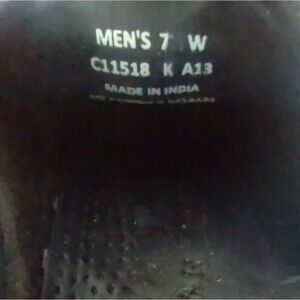 MEN'S 7 W
C11518 K A13
MADE IN INDIA